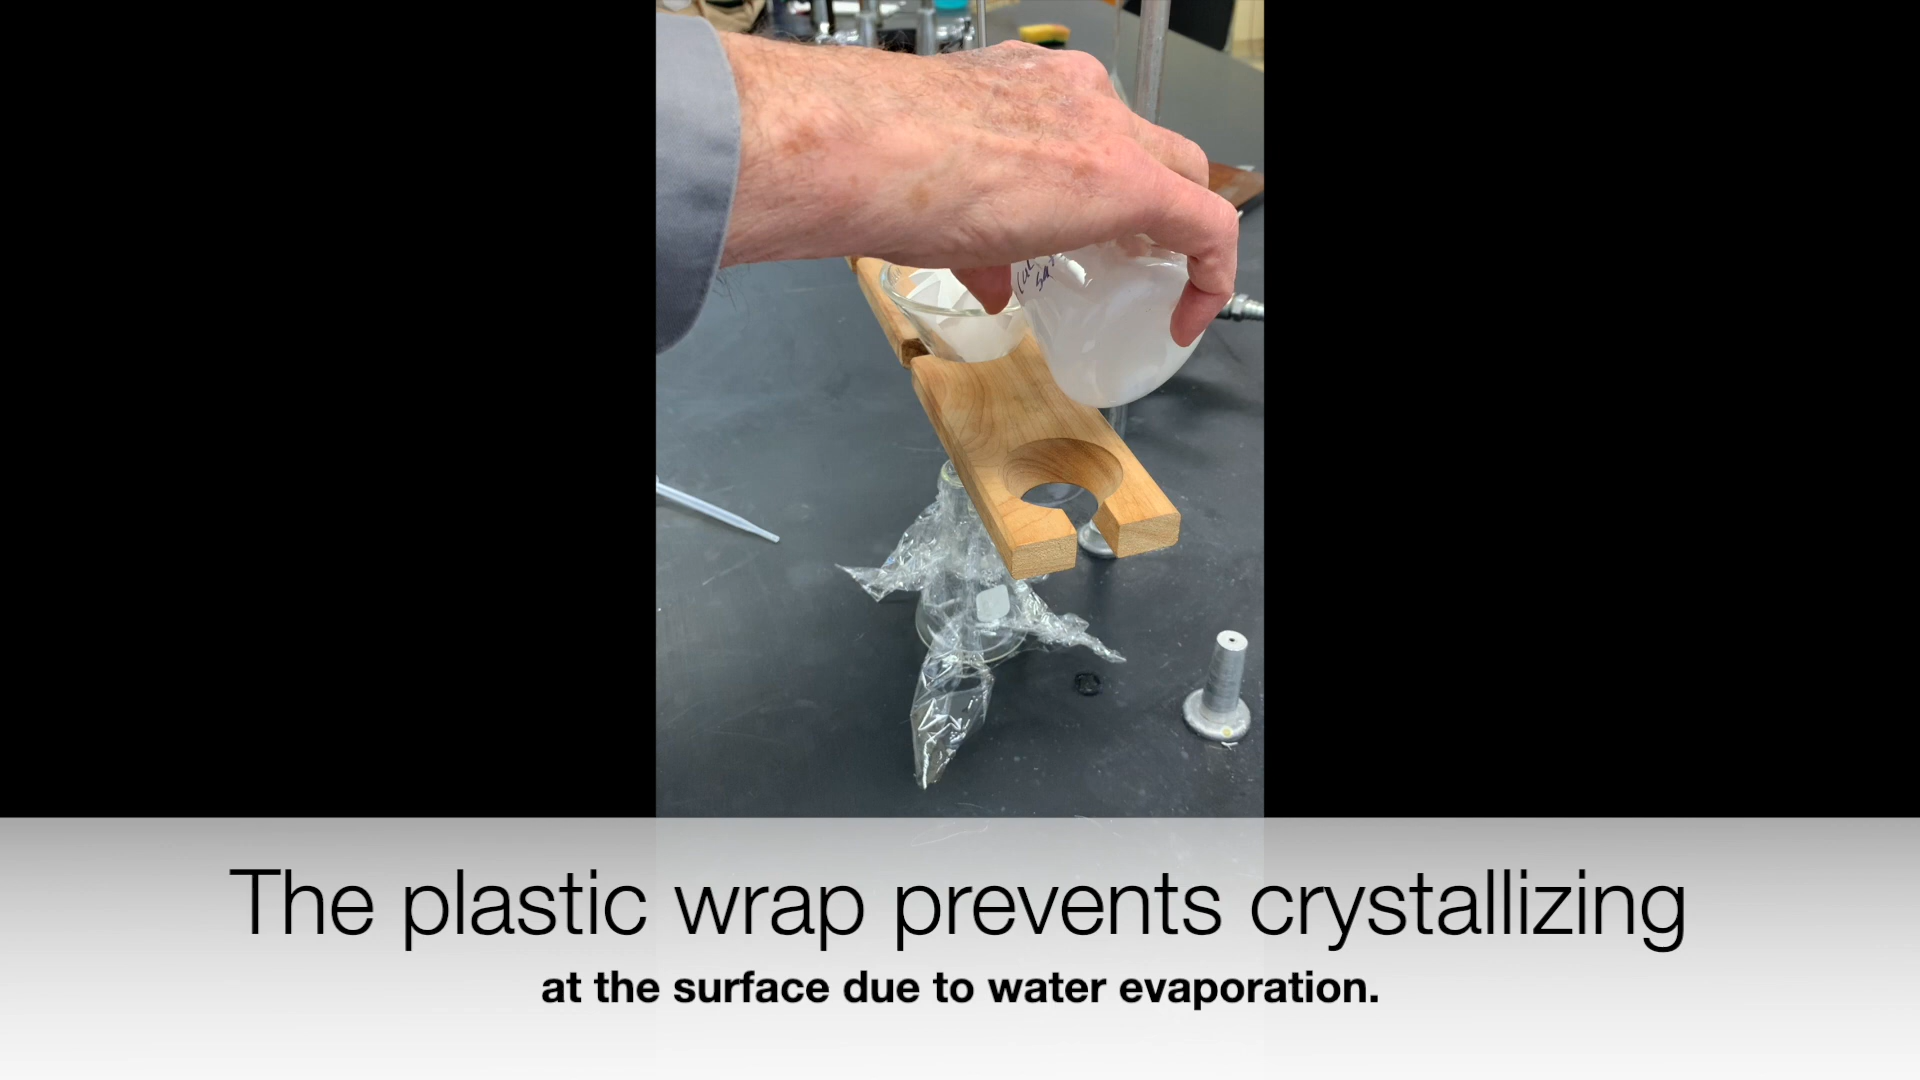 The plastic wrap prevents crystallizing
at the surface due to water evaporation.